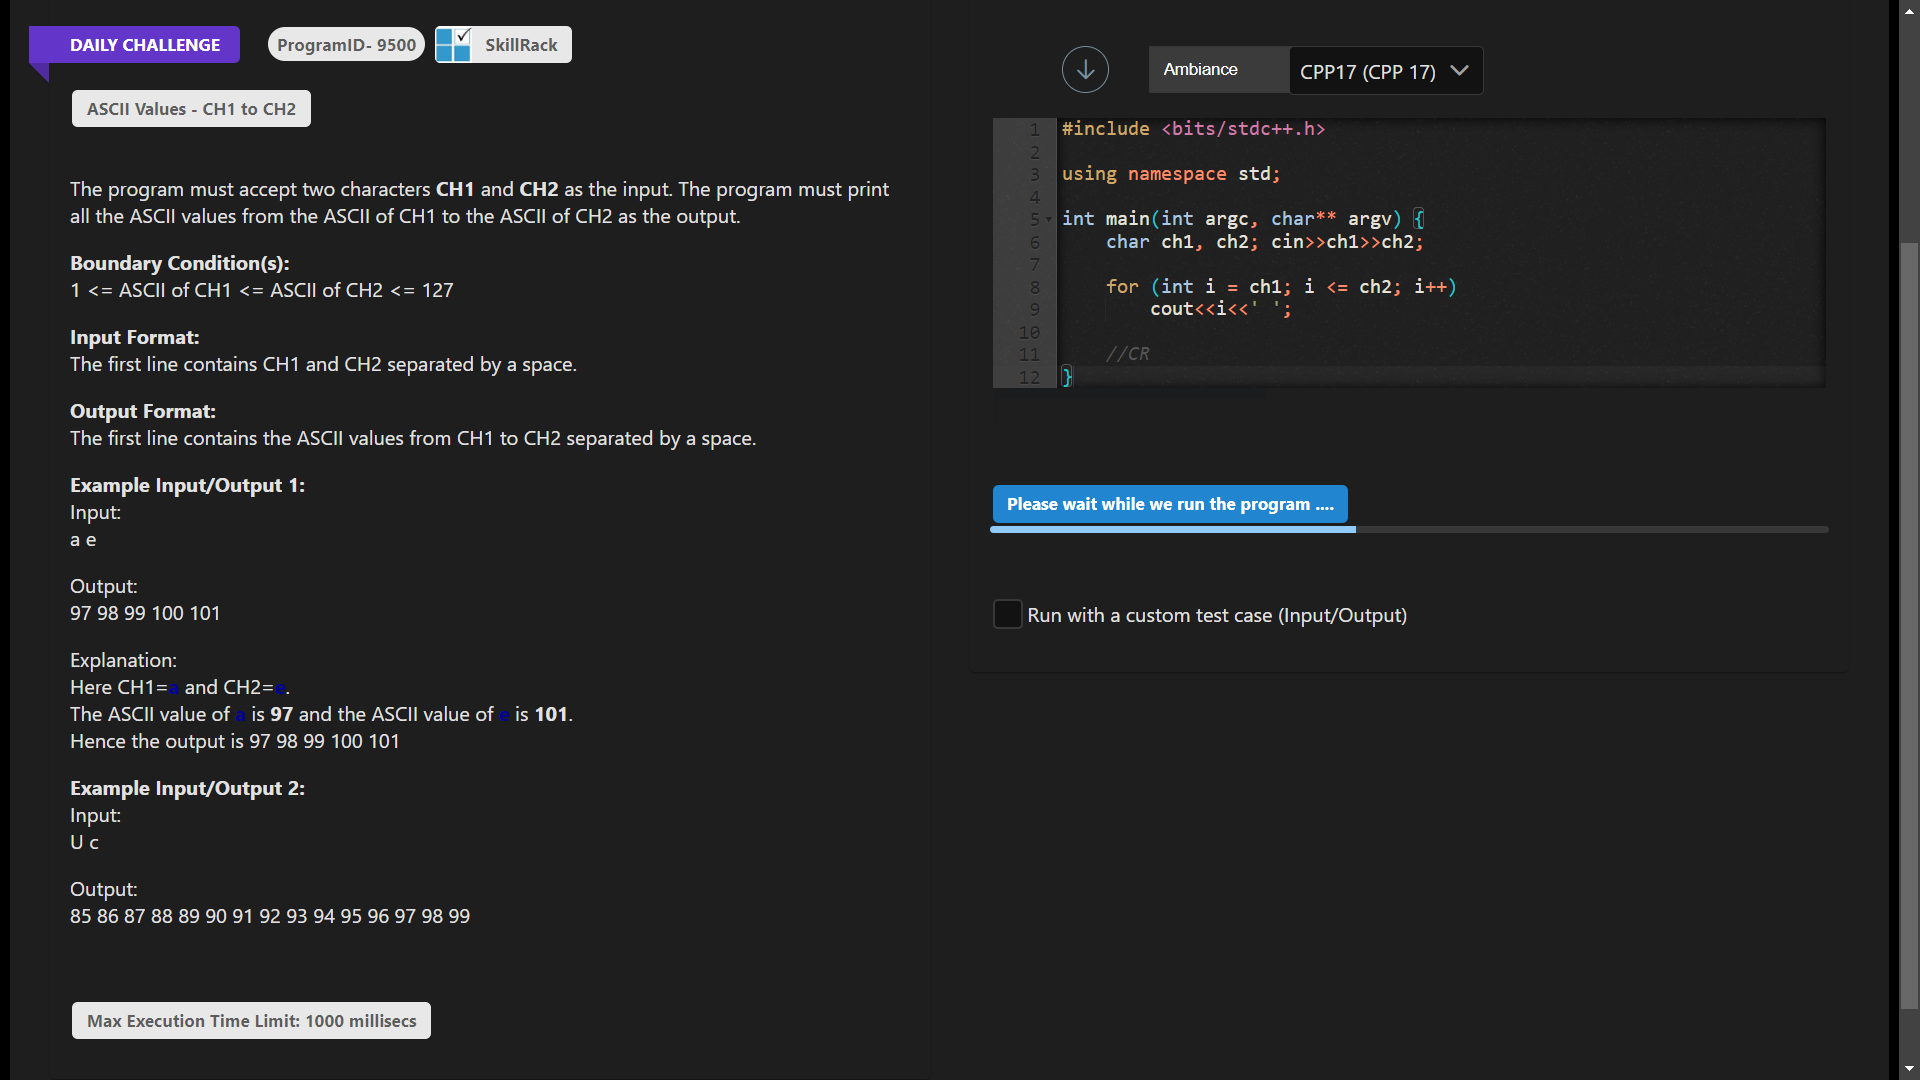 DAILY CHALLENGE
ProgramID- 9500
SkillRack
ASCII Values - CH1 to CH2
The program must accept two characters CH1 and CH2 as the input. The program must print
all the ASCII values from the ASCII of CH1 to the ASCII of CH2 as the output.
Boundary Condition(s):
1 <= ASCII of CH1 <= ASCII of CH2 <= 127
Input Format:
The first line contains CH1 and CH2 separated by a space.
Output Format:
The first line contains the ASCII values from CH1 to CH2 separated by a space.
Example Input/Output 1:
Input:
a e
Output:
97 98 99 100 101
Explanation:
Here CH1=a and CH2=e.
The ASCII value of a is 97 and the ASCII value of e is 101.
Hence the output is 97 98 99 100 101
Example Input/Output 2:
Input:
U c
Output:
85 86 87 88 89 90 91 92 93 94 95 96 97 98 99
Max Execution Time Limit: 1000 millisecs
Ambiance
CPP17 (CPP 17)
1 #include <bits/stdc++.h>
2
3 using namespace std;
4
5 int main(int argc, char** argv) {
6     char ch1, ch2; cin>>ch1>>ch2;
7
8     for (int i = ch1; i <= ch2; i++)
9         cout<<i<<' ';
10
11     //CR
12 }
Please wait while we run the program ....
Run with a custom test case (Input/Output)